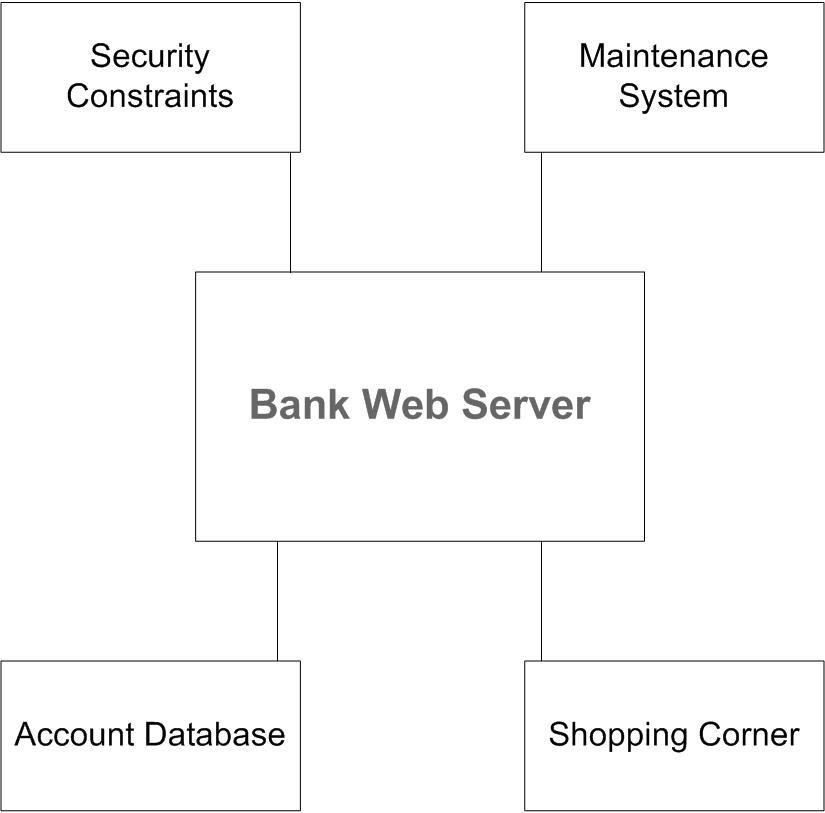 Security
Constraints
Maintenance
System
Bank Web Server
Account Database
Shopping Corner